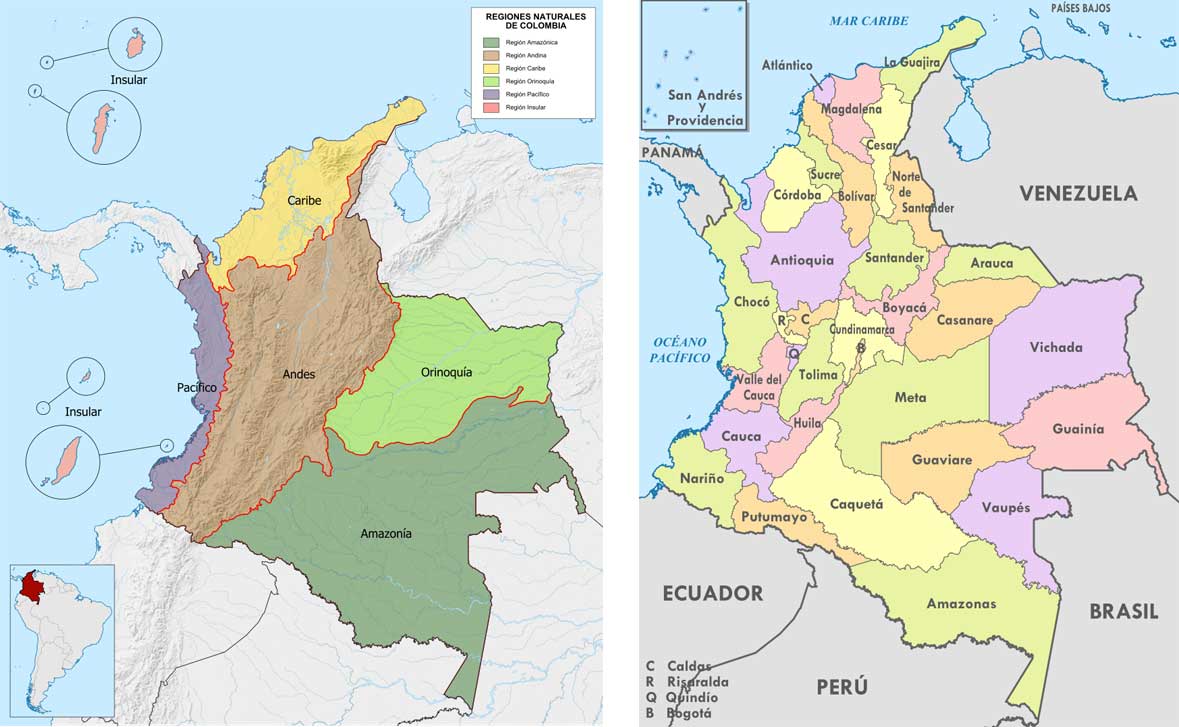 REGIONES NATURALES
DE COLOMBIA
Región Amazónica
Región Andina
Región Caribe
Región Orinoquía
Región Pacífico
Región Insular
Insular
Caribe
Pacífico
Andes
Orinoquía
Insular
Amazonía
MAR CARIBE
PAÍSES BAJOS
Atlántico
La Guajira
San Andrés
y
Providencia
Magdalena
PANAMÁ
Cesar
Sucre
Norte
de
Santander
Córdoba
Bolívar
VENEZUELA
Antioquia
Santander
Arauca
Chocó
Boyacá
R
C
Cundinamarca
Casanare
OCÉANO
PACÍFICO
Q
B
Vichada
Tolima
Valle del
Cauca
Meta
Huila
Cauca
Guainía
Guaviare
Nariño
Caquetá
Vaupés
Putumayo
ECUADOR
Amazonas
BRASIL
PERÚ
C Caldas
R Risaralda
Q Quindío
B Bogotá